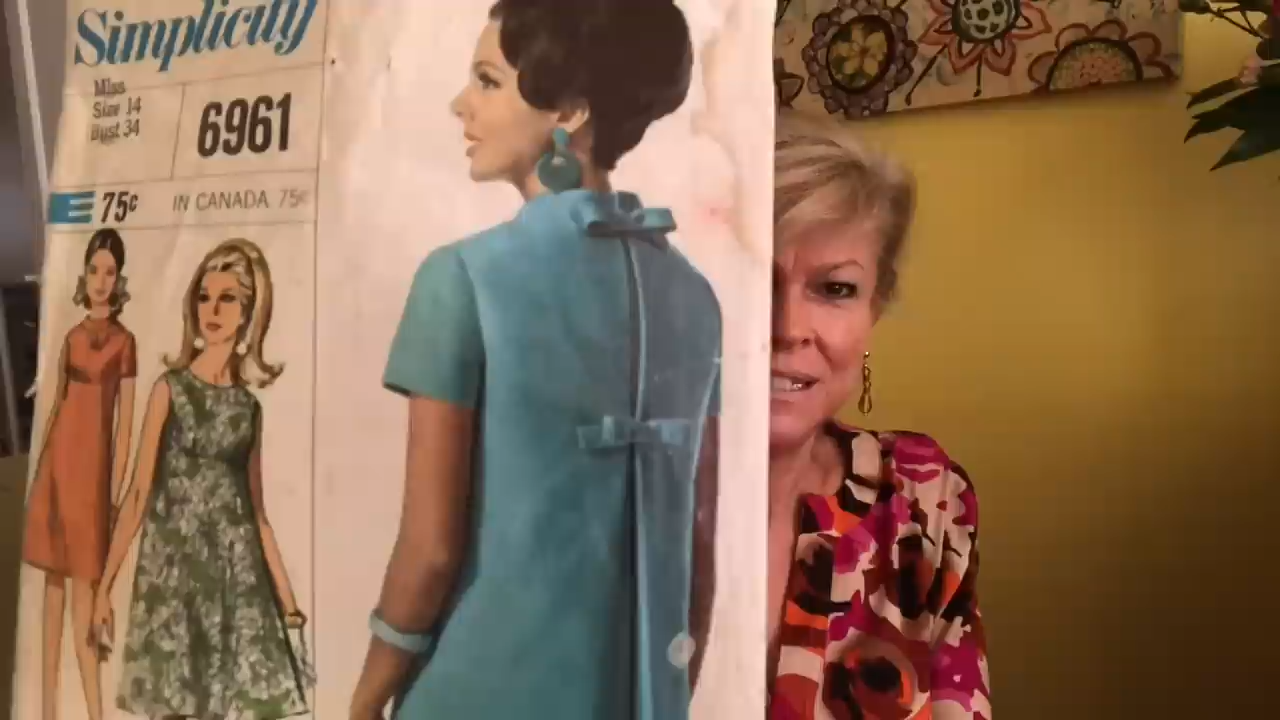 Simplicity
Miss
Size 14
Bust 34
6961
E 75¢
IN CANADA 75¢